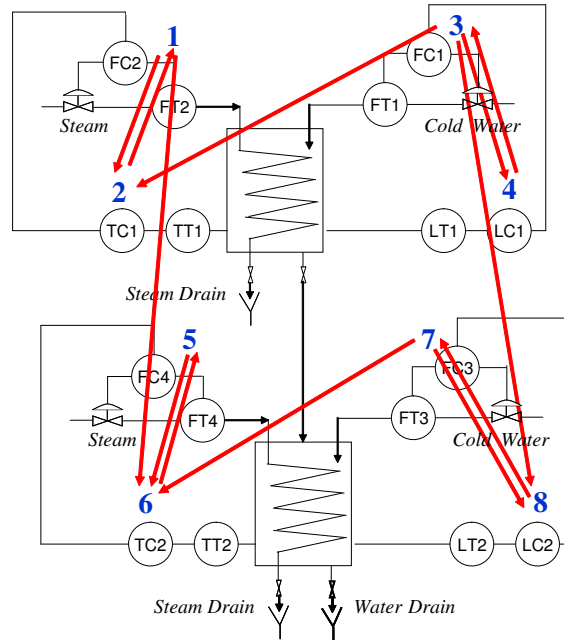 1
3
FC2
FC1
FT2
FT1
Steam
Cold Water
2
4
TC1
TT1
LT1
LC1
Steam Drain
5
7
FC4
FC3
FT4
FT3
Steam
Cold Water
6
8
TC2
TT2
LT2
LC2
Steam Drain
Water Drain